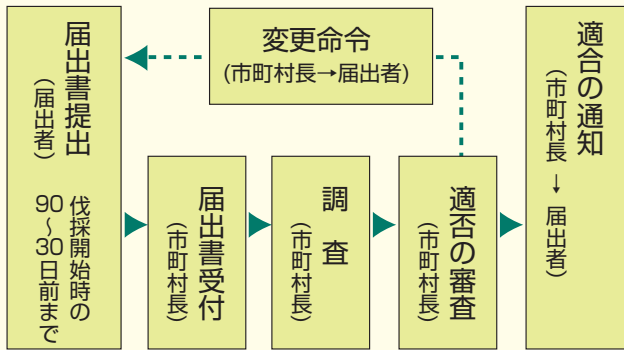 届出書提出
(届出者)
伐採開始時の
90～30日前まで
変更命令
(市町村長→届出者)
届出書受付
(市町村長)
調査
(市町村長)
適否の審査
(市町村長)
適合の通知
(市町村長→届出者)